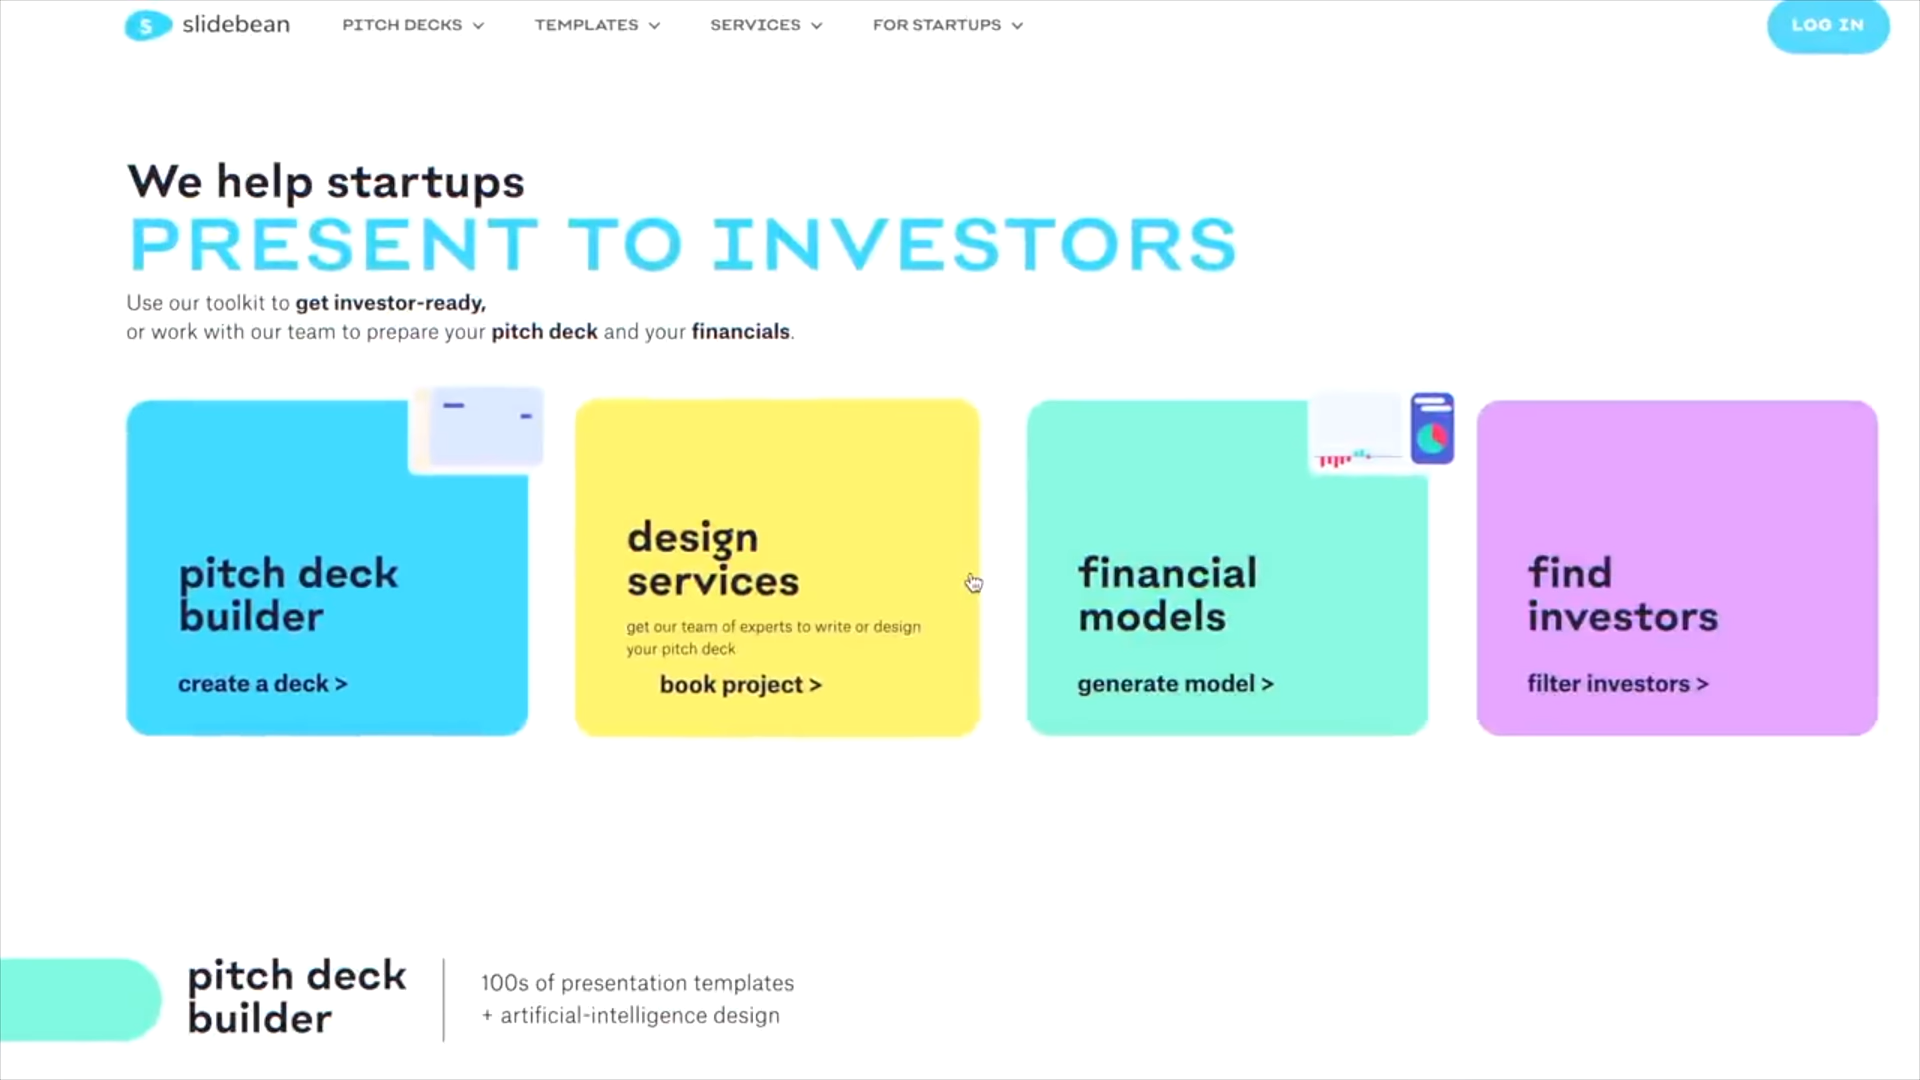 slidebean
PITCH DECKS
TEMPLATES
SERVICES
FOR STARTUPS
LOG IN
We help startups
PRESENT TO INVESTORS
Use our toolkit to get investor-ready,
or work with our team to prepare your pitch deck and your financials.
pitch deck
builder
create a deck >
design
services
get our team of experts to write or design
your pitch deck
book project >
financial
models
generate model >
find
investors
filter investors >
pitch deck
builder
100s of presentation templates
+ artificial-intelligence design